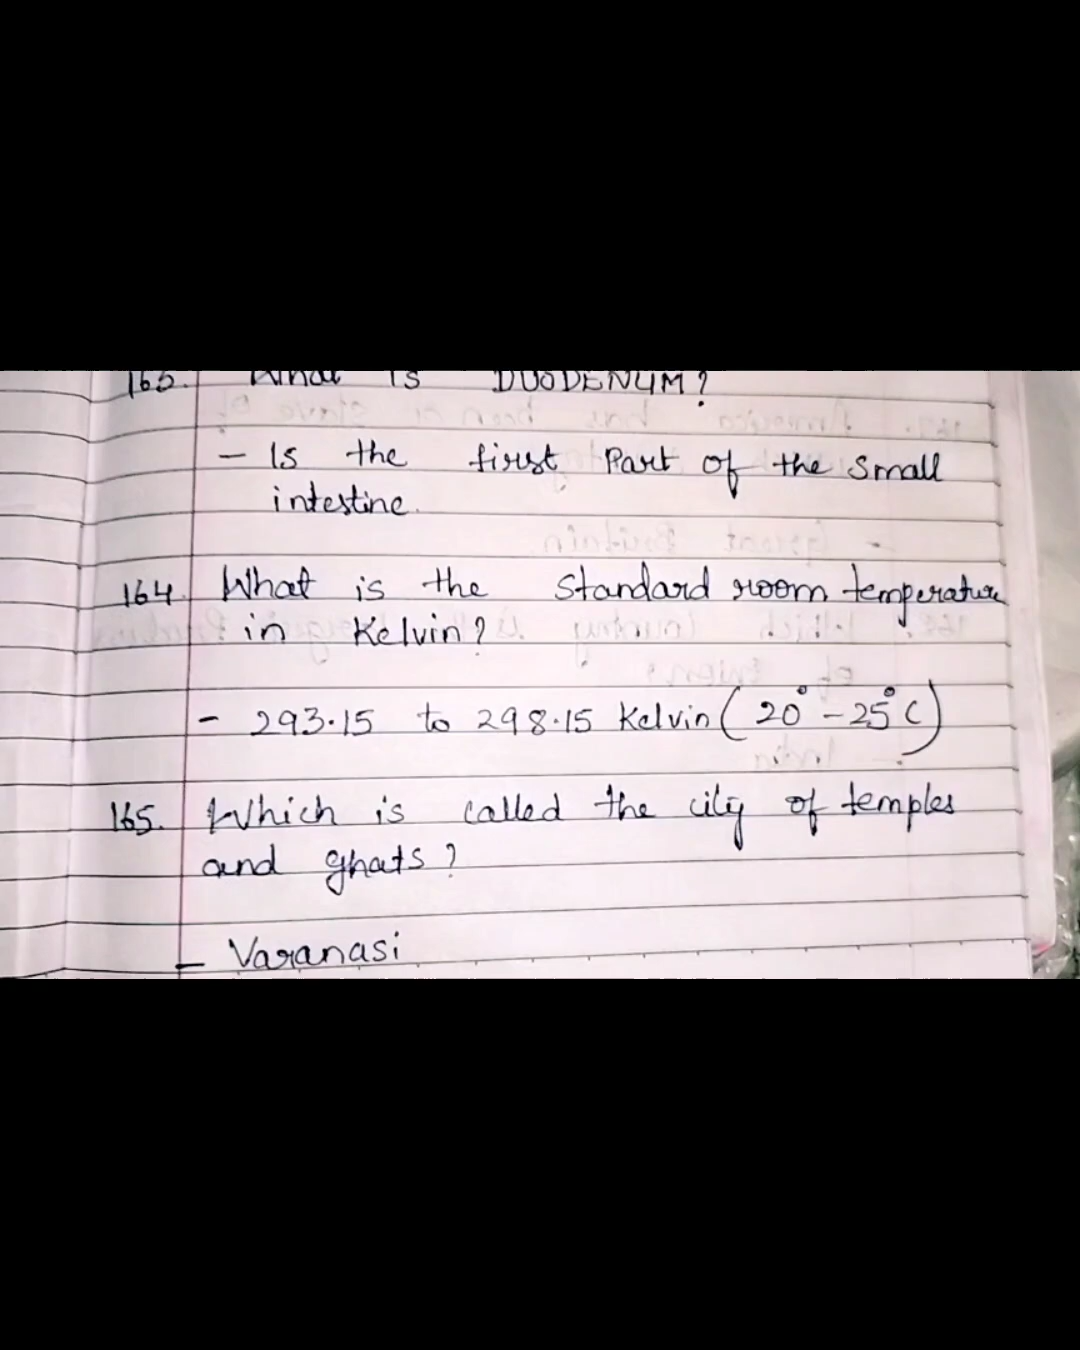 163. What is DUODENUM?
- Is the first Part of the Small
intestine.
164. What is the Standard room temperature
in Kelvin?
- 293.15 to 298.15 Kelvin (20° - 25°C)
165. Which is called the city of temples
and ghats?
- Varanasi